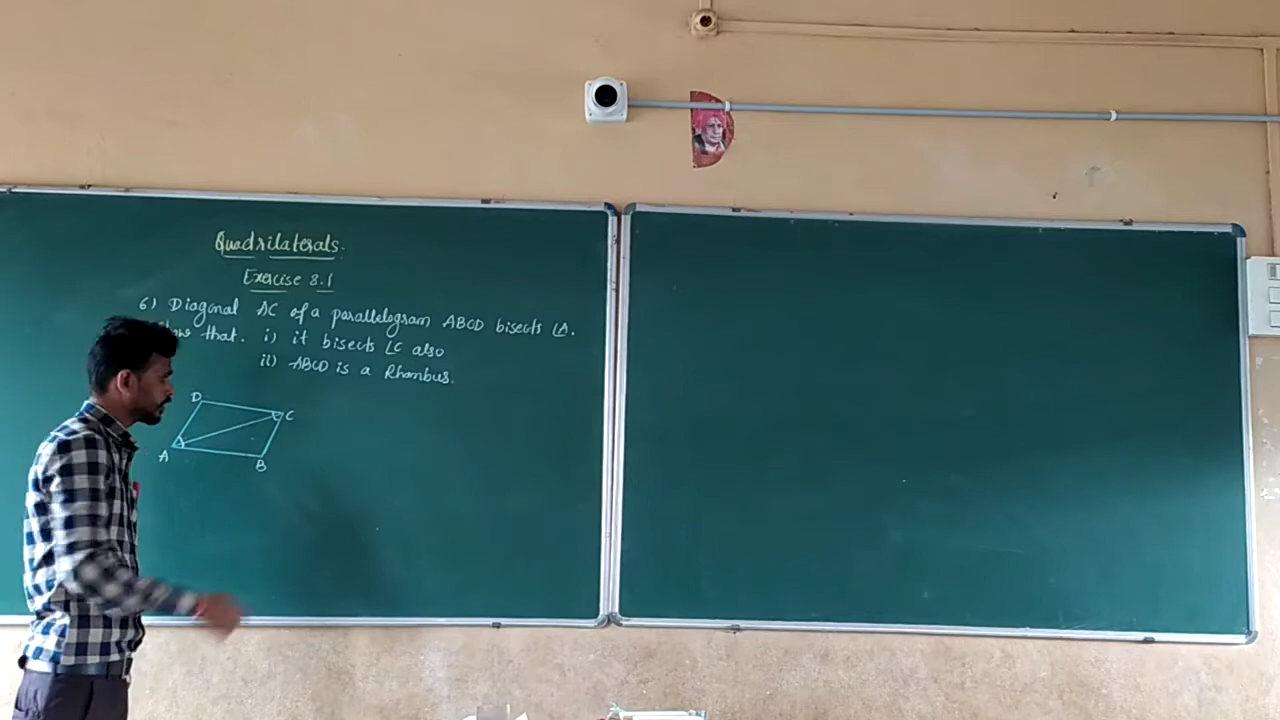 Quadrilaterals.
Exercise 8.1
6) Diagonal AC of a parallelogram ABCD bisects ∠A.
that. i) it bisects ∠C also
ii) ABCD is a Rhombus.
D
C
A
B